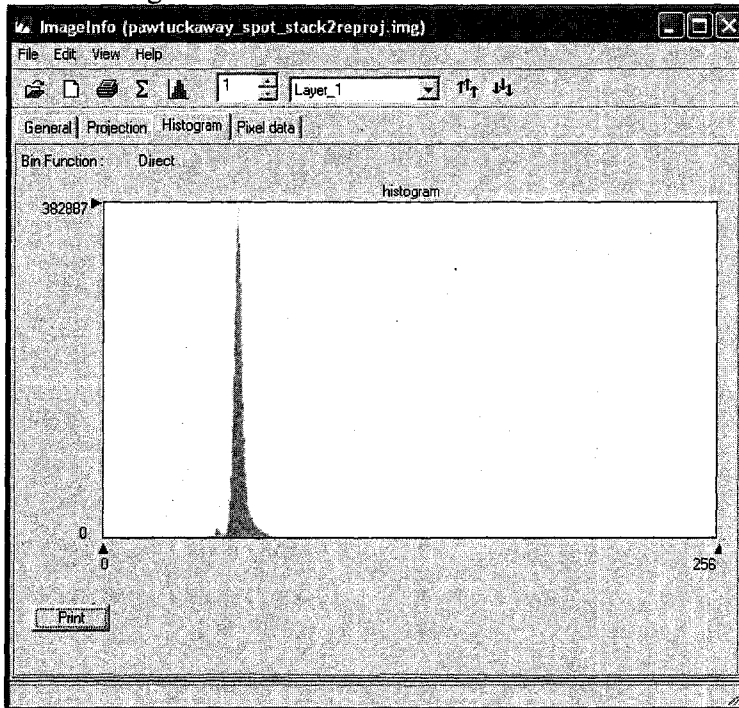 ImageInfo (pawtuckaway_spot_stack2reproj.img)
File Edit View Help
Σ 1 Layer_1
General Projection Histogram Pixel data
Bin Function : Direct
histogram
382887
0
0 256
Print